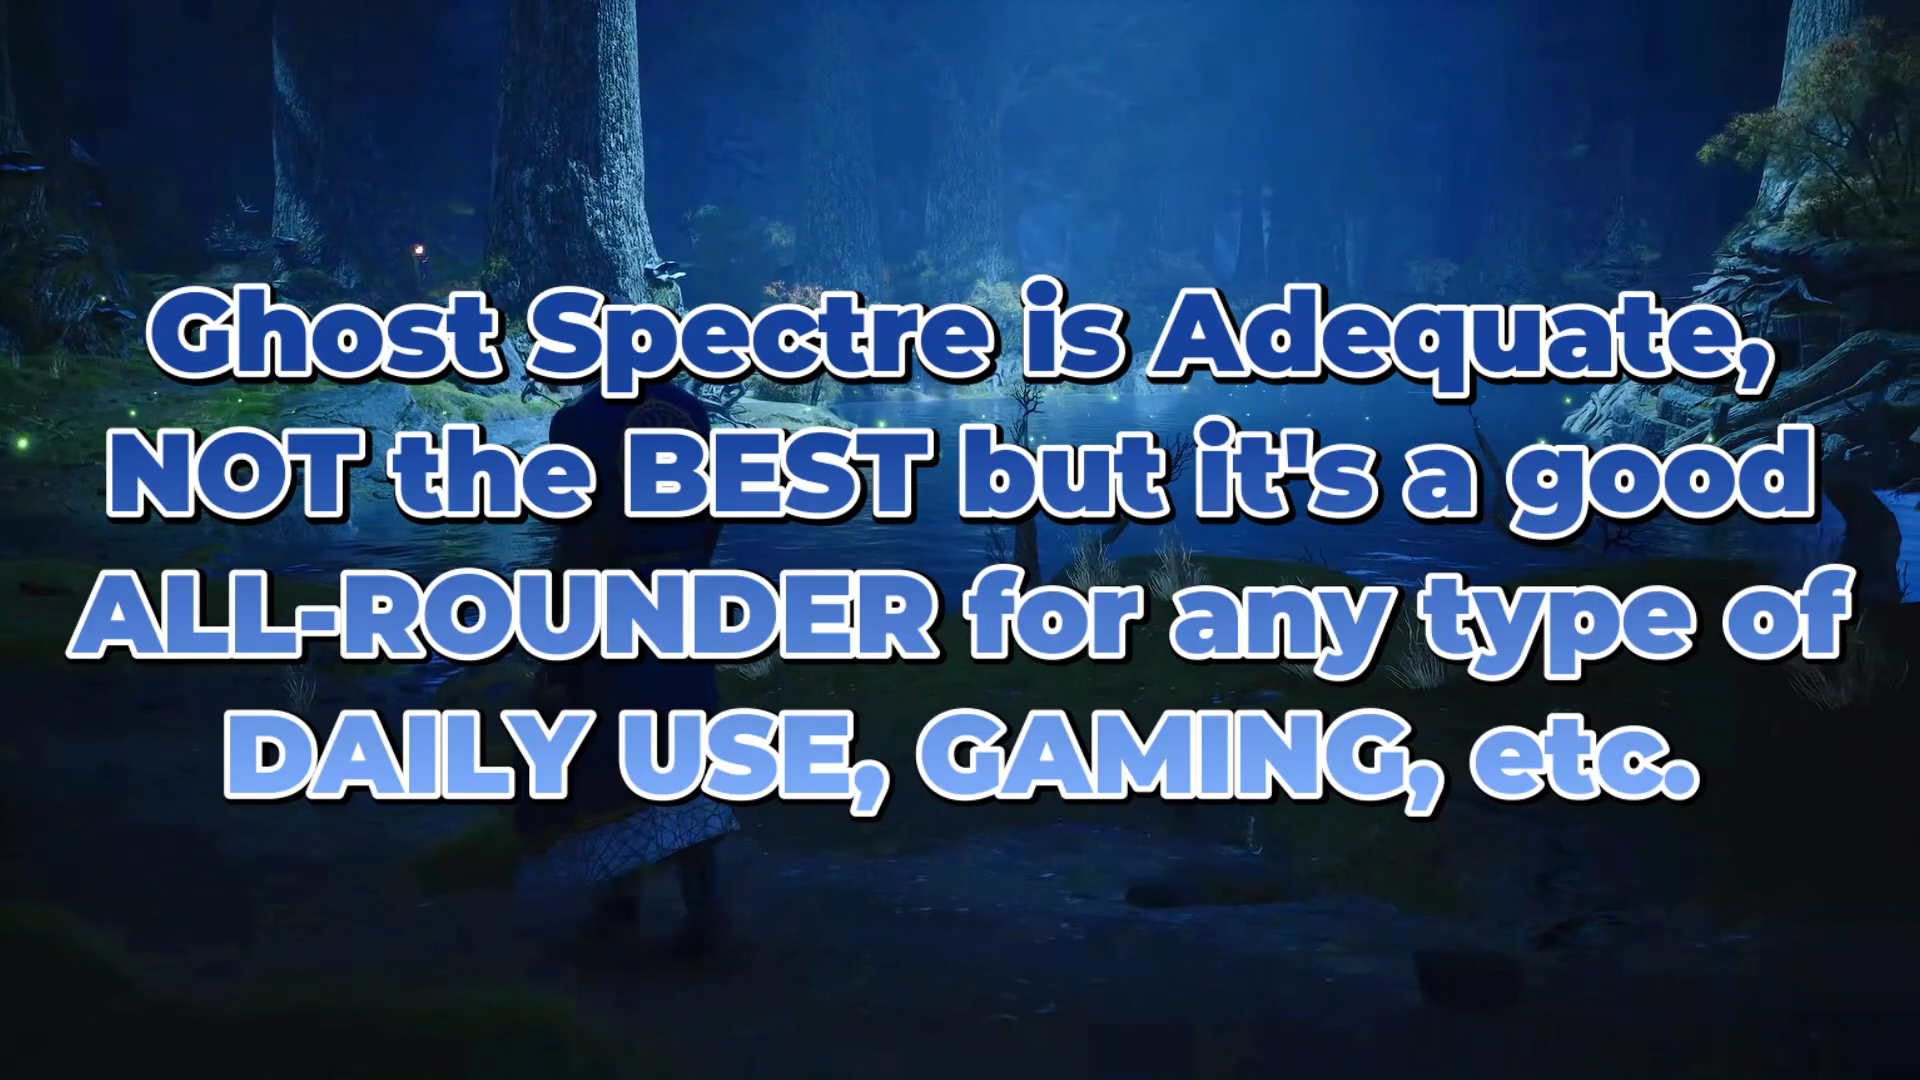 Ghost Spectre is Adequate,
NOT the BEST but it's a good
ALL-ROUNDER for any type of
DAILY USE, GAMING, etc.